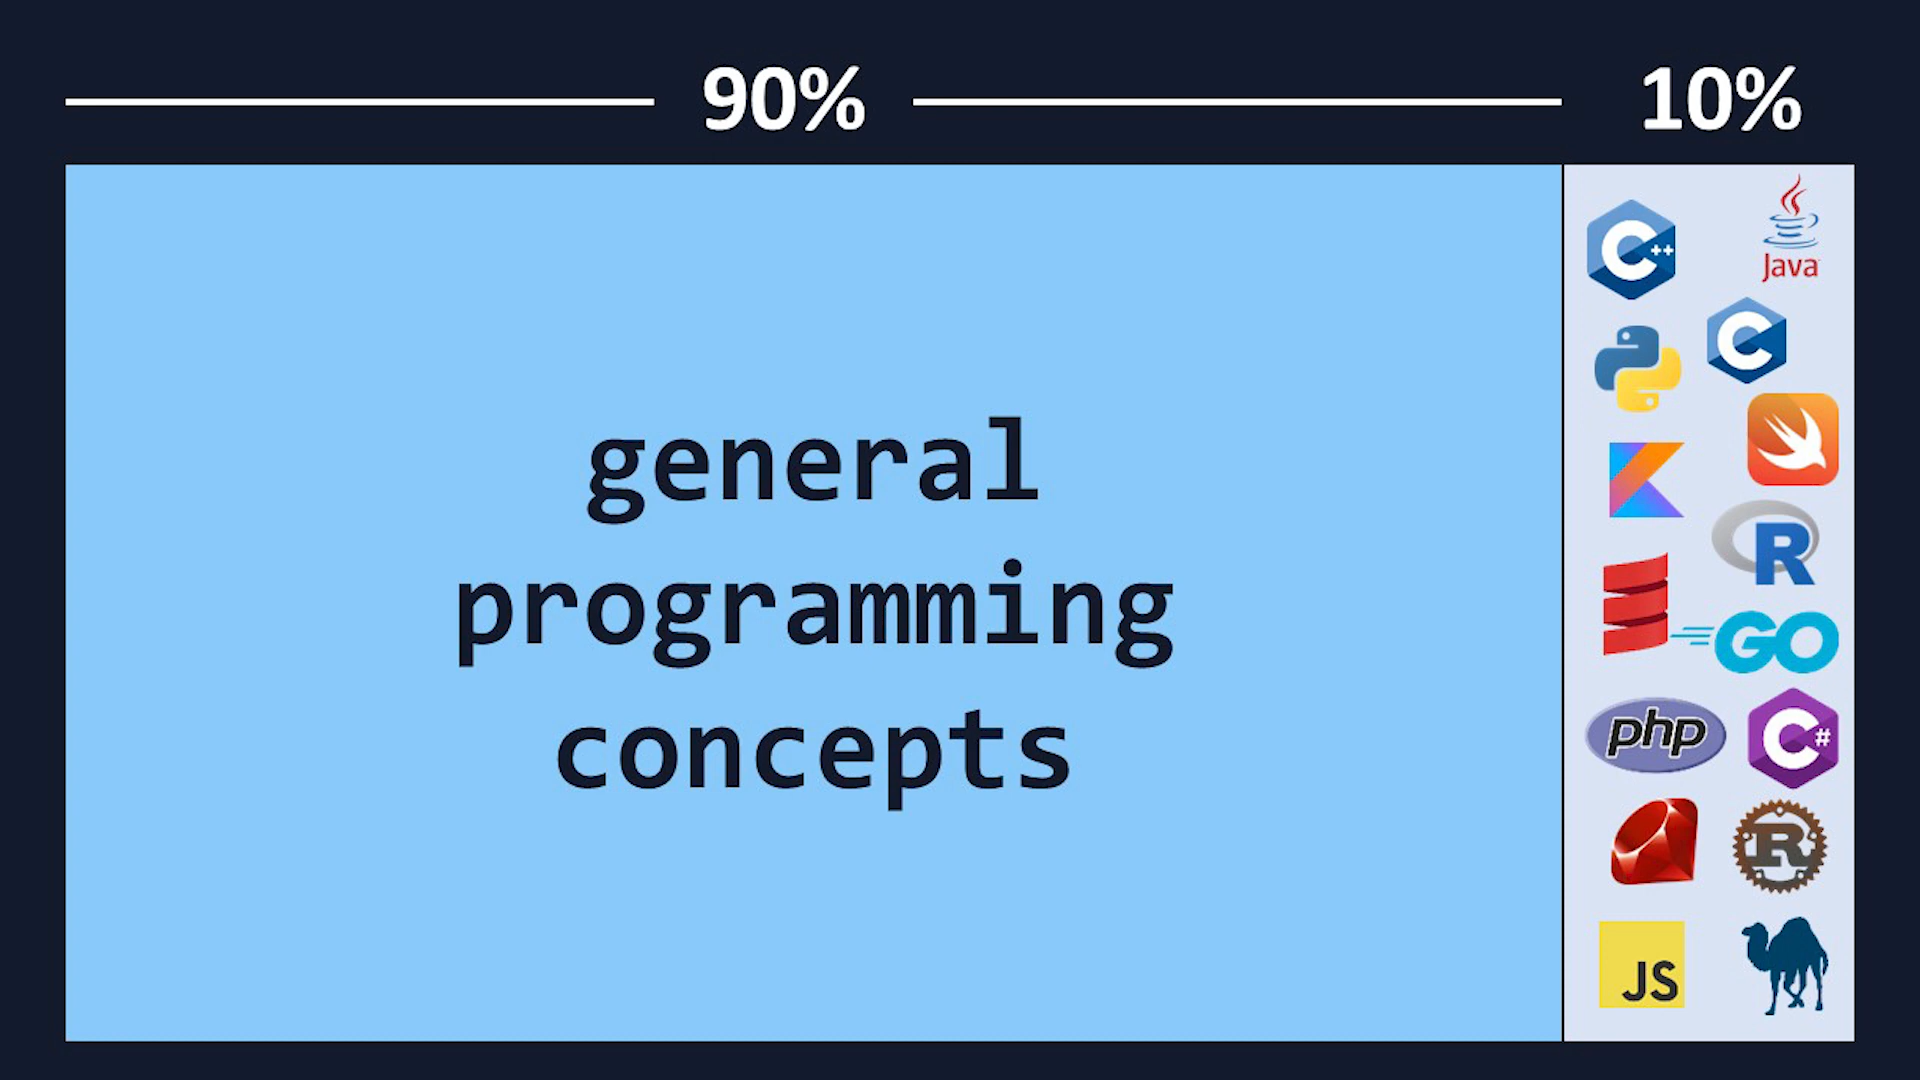 90%
10%
general
programming
concepts
C++
Java
C
R
GO
php
C#
R
JS